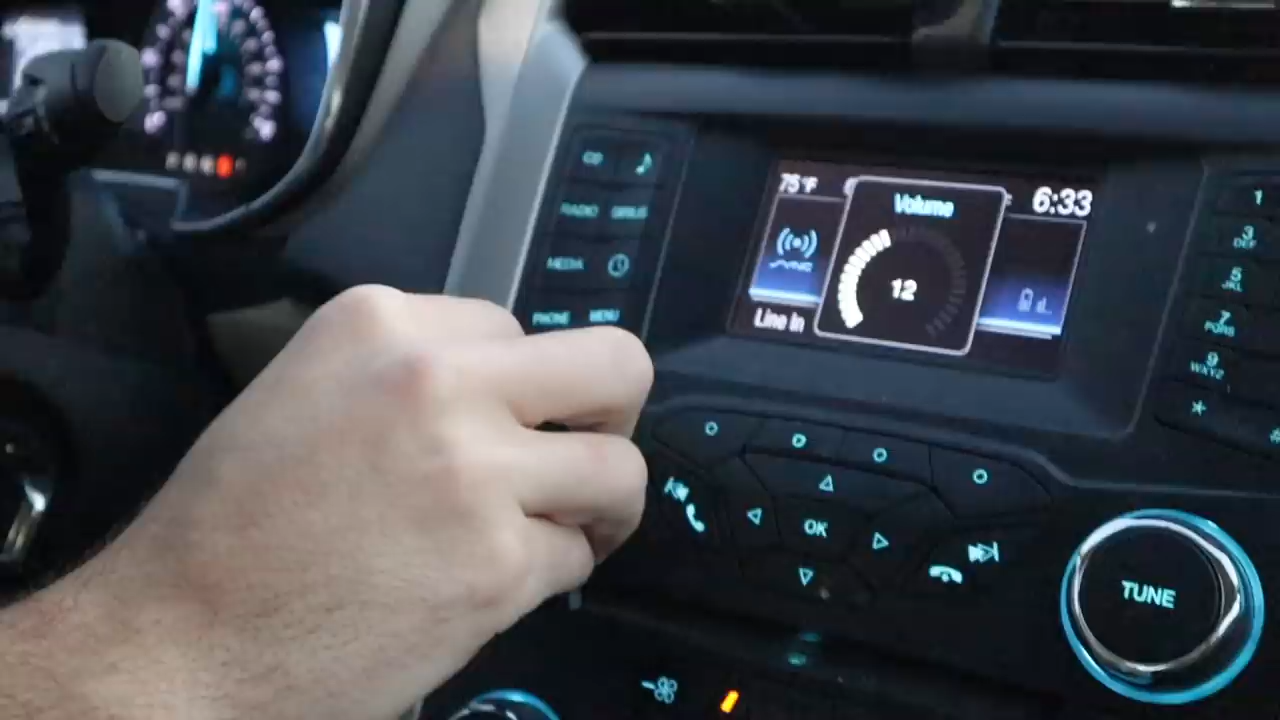 CD
RADIO SIRIUS
MEDIA
PHONE MENU
75°F
6:33
Volume
12
SYNC
Line In
1
3
DEF
5
JKL
7
PQRS
9
WXYZ
*
#
OK
TUNE